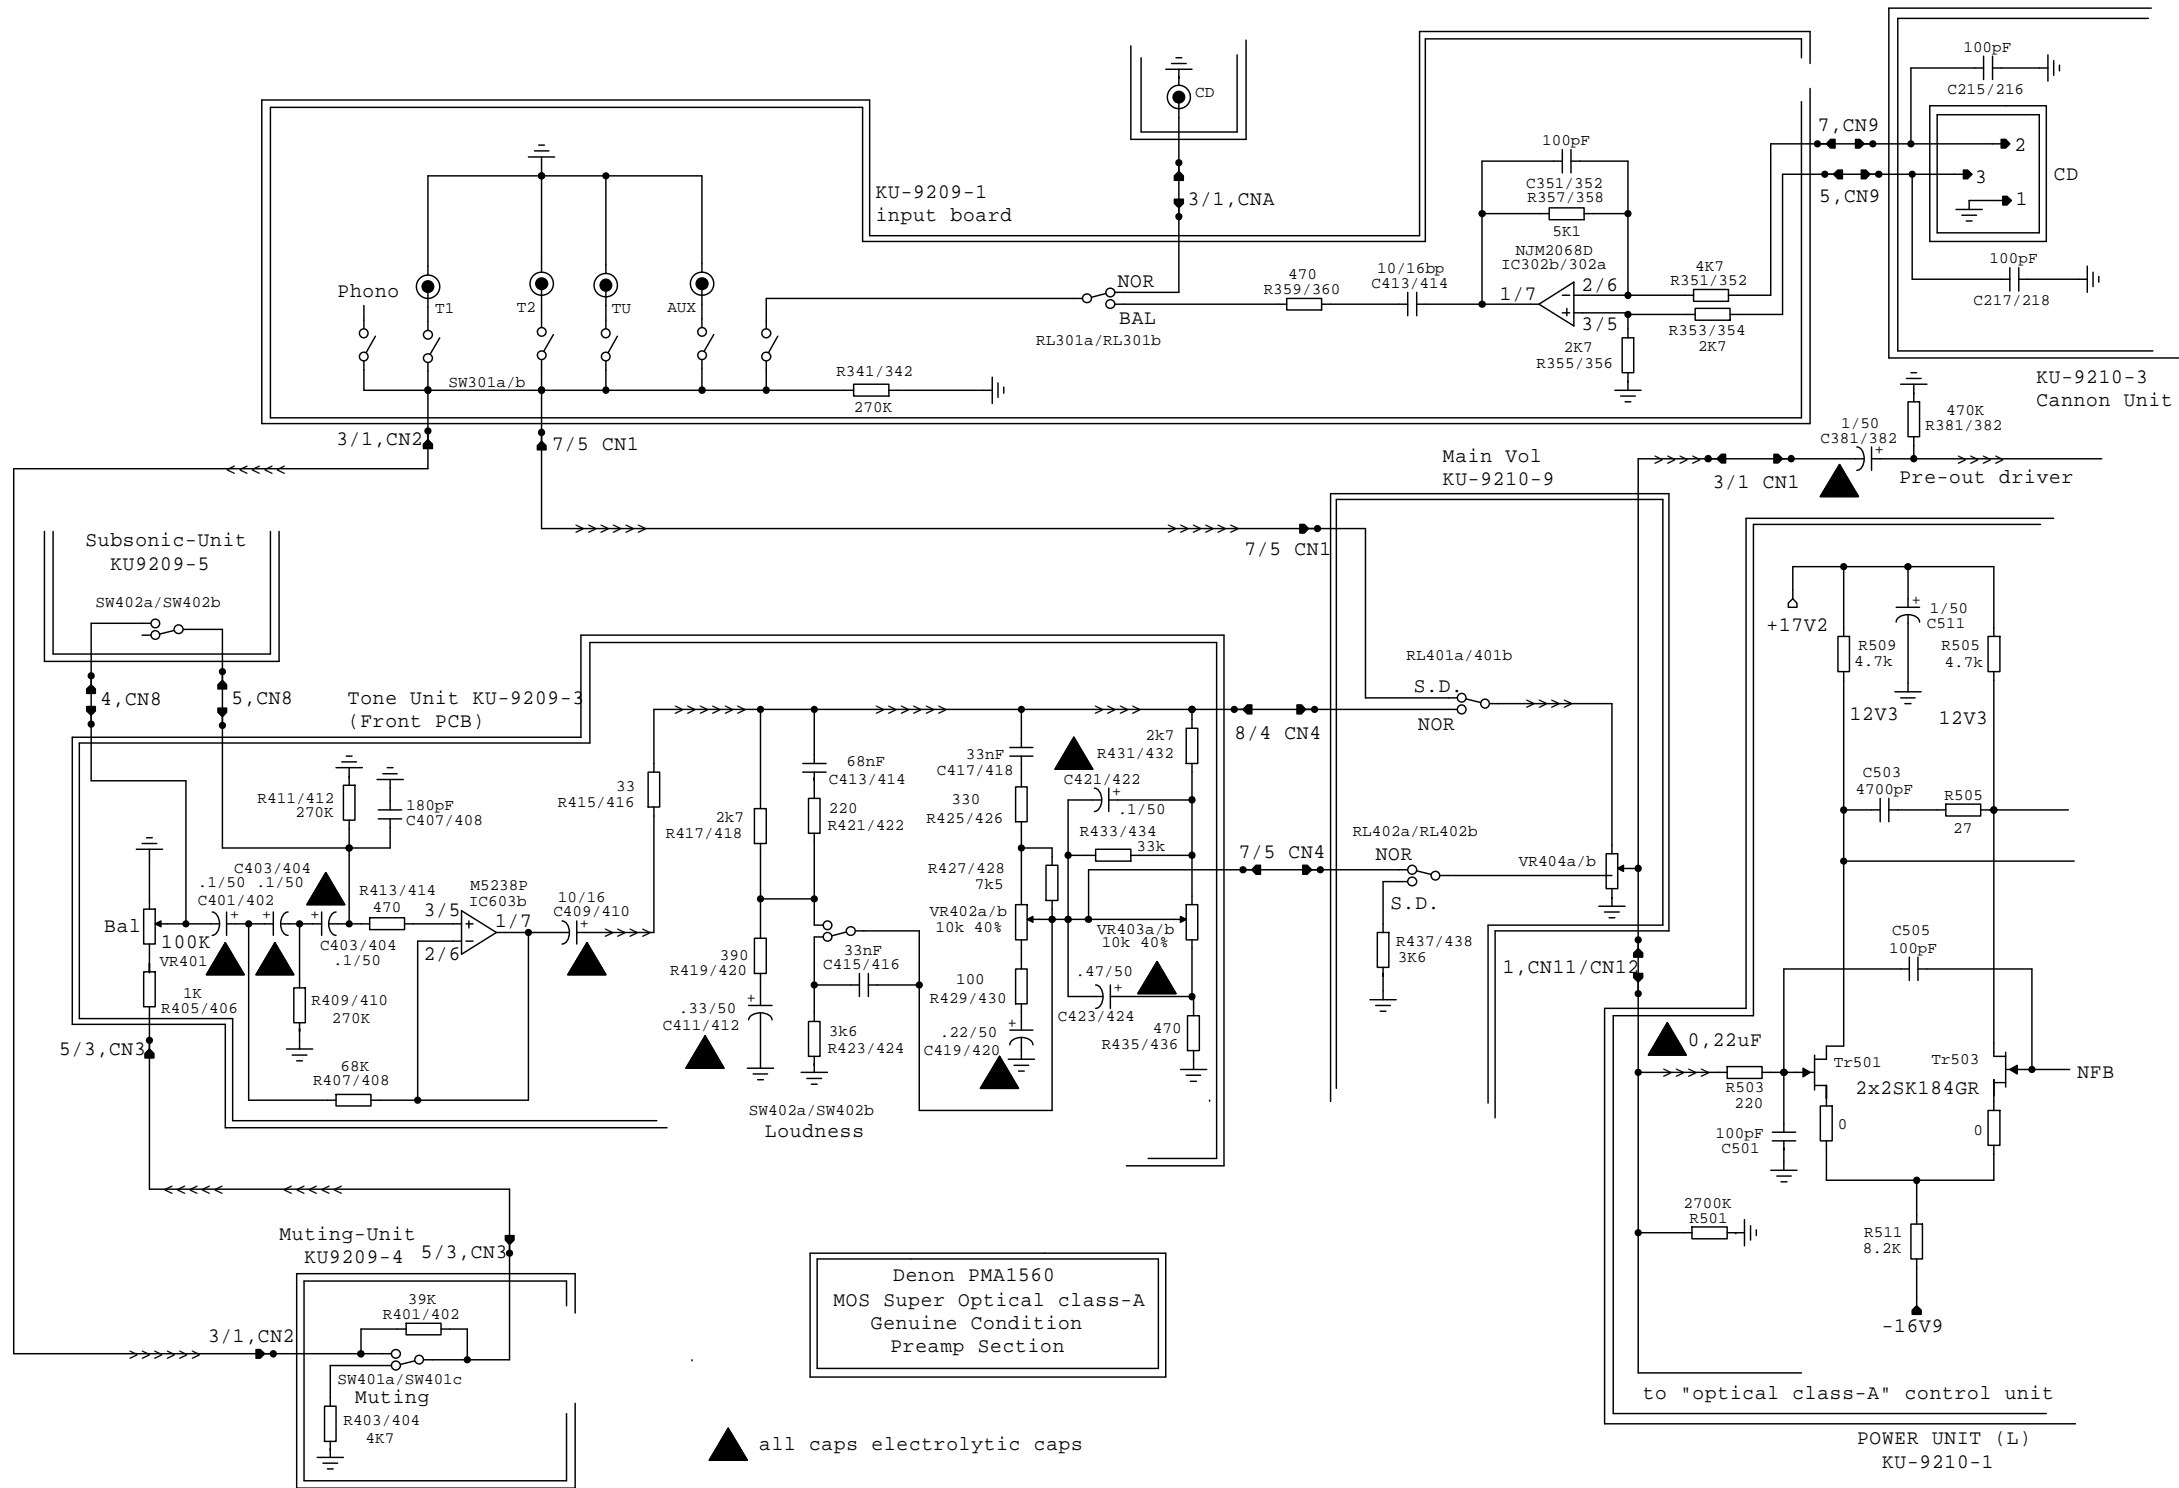 100pF
C215/216
7,CN9
2
3
CD
5,CN9
1
100pF
C217/218
KU-9210-3
Cannon Unit
CD
3/1,CNA
KU-9209-1
input board
100pF
C351/352
R357/358
5K1
NJM2068D
IC302b/302a
2/6
1/7
3/5
−
+
4K7
R351/352
R353/354
2K7
2K7
R355/356
10/16bp
C413/414
470
R359/360
NOR
BAL
RL301a/RL301b
Phono
T1
T2
TU
AUX
SW301a/b
R341/342
270K
3/1,CN2
7/5 CN1
Main Vol
KU-9210-9
1/50
C381/382
+
470K
R381/382
3/1 CN1
Pre-out driver
7/5 CN1
Subsonic-Unit
KU9209-5
SW402a/SW402b
4,CN8
5,CN8
Tone Unit KU-9209-3
(Front PCB)
RL401a/401b
S.D.
NOR
8/4 CN4
+17V2
+
1/50
C511
R509
4.7k
R505
4.7k
12V3
12V3
C503
4700pF
R505
27
R411/412
270K
180pF
C407/408
33
R415/416
2k7
R417/418
68nF
C413/414
220
R421/422
33nF
C417/418
330
R425/426
2k7
R431/432
C421/422
+
.1/50
R433/434
33k
R427/428
7k5
7/5 CN4
RL402a/RL402b
NOR
S.D.
VR404a/b
R437/438
3K6
Bal
100K
VR401
C403/404
.1/50 .1/50
C401/402
+
+
+
C403/404
.1/50
R413/414
470
M5238P
IC603b
3/5
+
1/7
−
2/6
10/16
C409/410
+
1K
R405/406
R409/410
270K
68K
R407/408
5/3,CN3
390
R419/420
.33/50
C411/412
+
33nF
C415/416
3k6
R423/424
VR402a/b
10k 40%
100
R429/430
.22/50
C419/420
+
VR403a/b
10k 40%
.47/50
+
C423/424
470
R435/436
SW402a/SW402b
Loudness
1,CN11/CN12
C505
100pF
0,22uF
R503
220
Tr501
Tr503
2x2SK184GR
NFB
0
0
100pF
C501
2700K
R501
R511
8.2K
-16V9
to "optical class-A" control unit
POWER UNIT (L)
KU-9210-1
Muting-Unit
KU9209-4
5/3,CN3
39K
R401/402
3/1,CN2
SW401a/SW401c
Muting
R403/404
4K7
Denon PMA1560
MOS Super Optical class-A
Genuine Condition
Preamp Section
all caps electrolytic caps